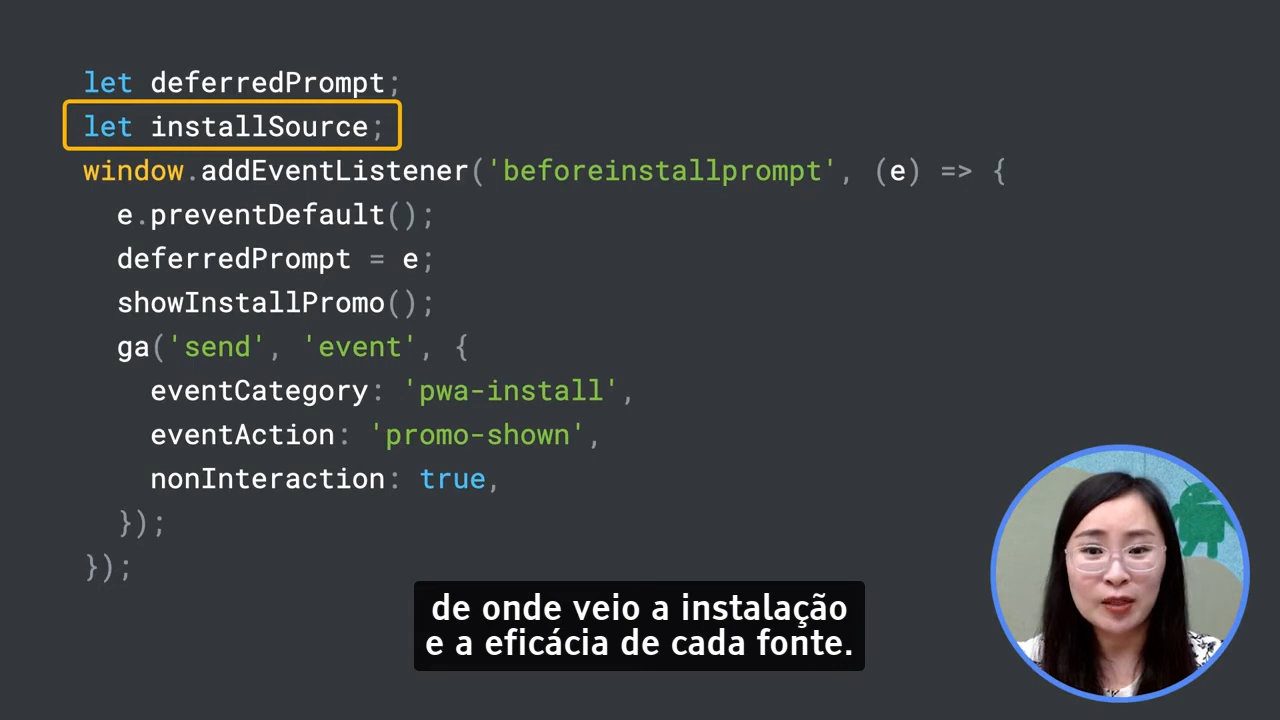 let deferredPrompt;
let installSource;
window.addEventListener('beforeinstallprompt', (e) => {
  e.preventDefault();
  deferredPrompt = e;
  showInstallPromo();
  ga('send', 'event', {
    eventCategory: 'pwa-install',
    eventAction: 'promo-shown',
    nonInteraction: true,
  });
});
de onde veio a instalação
e a eficácia de cada fonte.